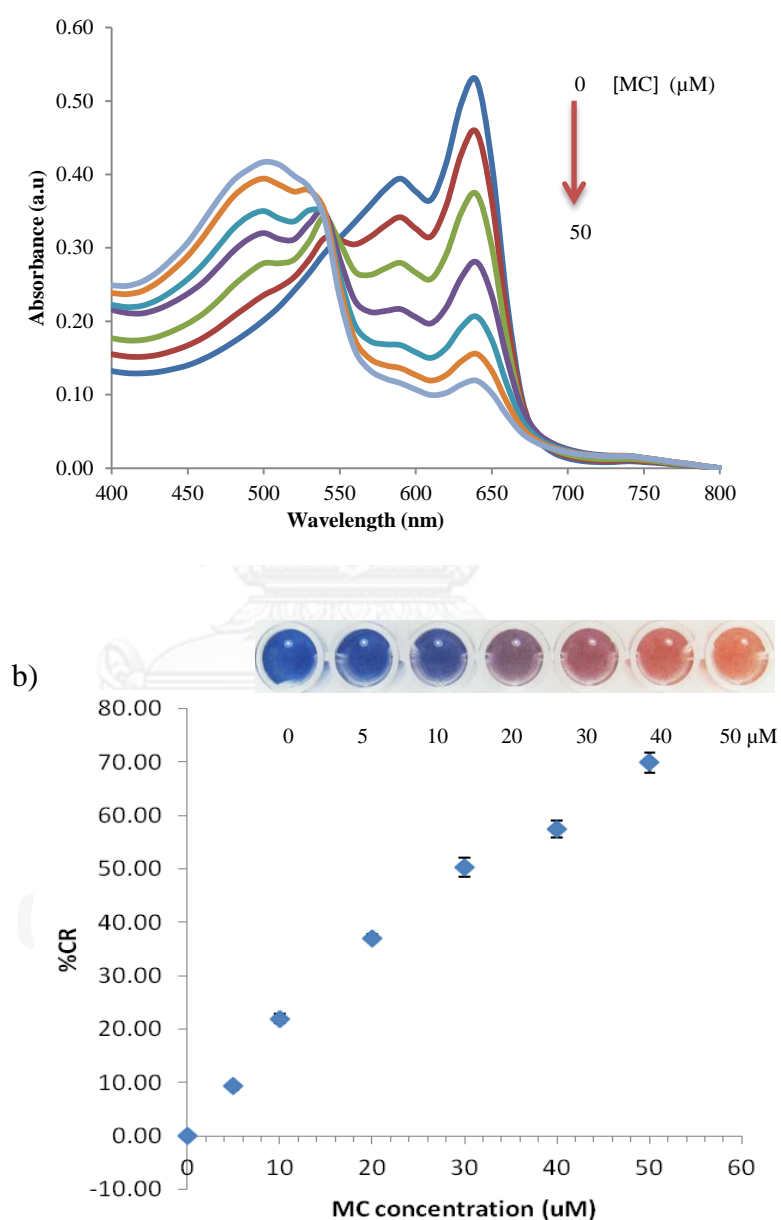 0.60
0.50
0.40
0.30
0.20
0.10
0.00
Absorbance (a.u)
0 [MC] (µM)
50
400 450 500 550 600 650 700 750 800
Wavelength (nm)
b)
80.00
70.00
60.00
50.00
40.00
30.00
20.00
10.00
0.00
-10.00
%CR
0 5 10 20 30 40 50 µM
0 10 20 30 40 50 60
MC concentration (uM)